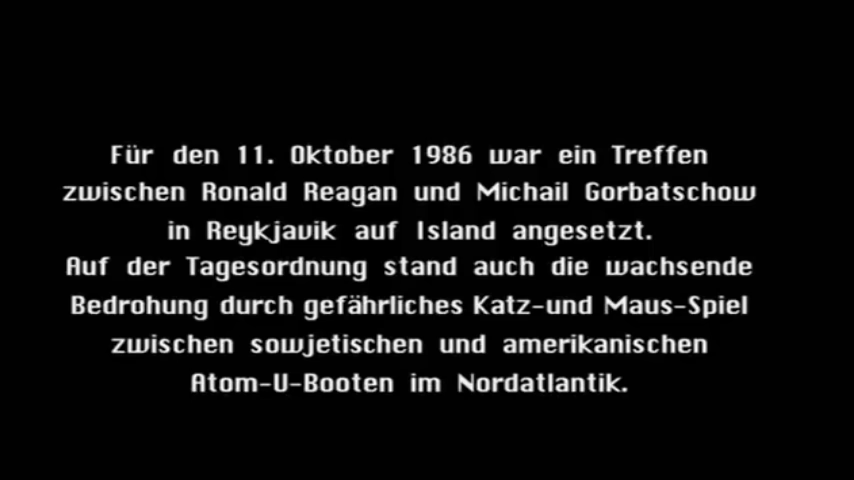 Für den 11. Oktober 1986 war ein Treffen
zwischen Ronald Reagan und Michail Gorbatschow
in Reykjavik auf Island angesetzt.
Auf der Tagesordnung stand auch die wachsende
Bedrohung durch gefährliches Katz-und Maus-Spiel
zwischen sowjetischen und amerikanischen
Atom-U-Booten im Nordatlantik.